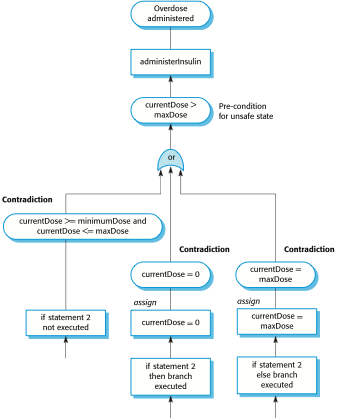 Overdose
administered
administerInsulin
currentDose >
maxDose
Pre-condition
for unsafe state
or
Contradiction
currentDose >= minimumDose and
currentDose <= maxDose
Contradiction
Contradiction
currentDose = 0
currentDose =
maxDose
assign
assign
if statement 2
not executed
currentDose = 0
currentDose =
maxDose
if statement 2
then branch
executed
if statement 2
else branch
executed